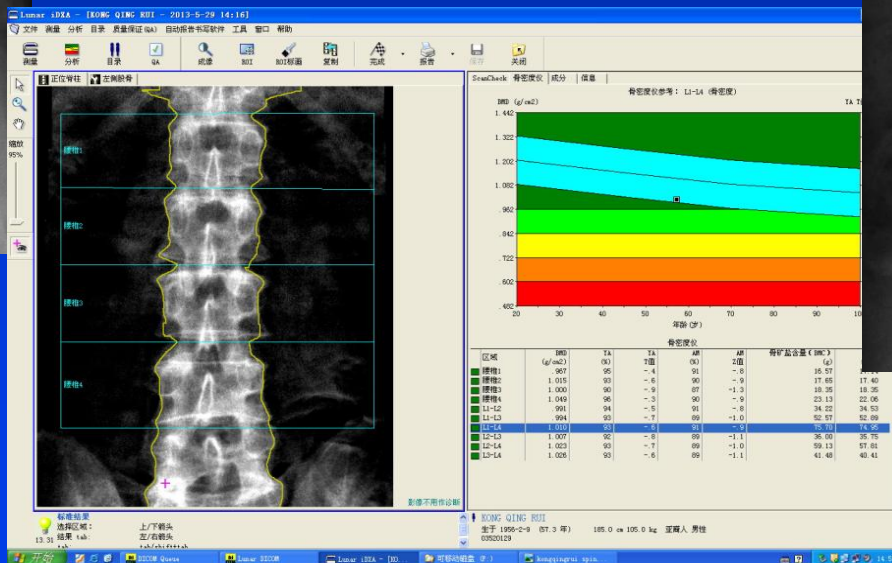 Lunar iDXA - [KONG QING RUI - 2013-5-29 14:16]
文件 测量 分析 目录 质量保证(QA) 自动报告书写软件 工具 窗口 帮助
测量 分析 目录 QA 成像 ROI ROI标画 复制 完成 报告 保存 关闭
正位脊柱 左侧股骨
ScanCheck 骨密度仪 成分 信息
缩放
95%
腰椎1
腰椎2
腰椎3
腰椎4
影像不用作诊断
骨密度仪参考: L1-L4 (骨密度)
BMD (g/cm2) YA
1.442
1.322
1.202
1.082
.962
.842
.722
.602
.482
20 30 40 50 60 70 80 90 10
年龄(岁)
骨密度仪
区域 BMD (g/cm2) YA (%) YA T值 AM (%) AM Z值 骨矿盐含量(BMC) (g)
腰椎1 .967 95 -.4 91 -.8 16.57
腰椎2 1.015 93 -.6 90 -.9 17.65 17.40
腰椎3 1.000 90 -.9 87 -1.3 18.35 18.35
腰椎4 1.049 96 -.3 90 -.9 23.13 22.06
L1-L2 .991 94 -.5 91 -.8 34.22 34.53
L1-L3 .994 93 -.7 89 -1.0 52.57 52.89
L1-L4 1.010 93 -.6 91 -.9 75.70 74.95
L2-L3 1.007 92 -.8 89 -1.1 36.00 35.75
L2-L4 1.023 93 -.7 89 -1.0 59.13 57.81
L3-L4 1.026 93 -.6 89 -1.1 41.48 40.41
标准结果
选择区域: 上/下箭头
13.31 结果 tab: 左/右箭头
tab tab/shifttab
KONG QING RUI
生于 1956-2-9 (57.3 年) 185.0 cm 105.0 kg 亚裔人 男性
03520129
开始 DICOM Queue Lunar DICOM Lunar iDXA - [KO... 可移动磁盘 (F:) kongqingrui spin... 14:5